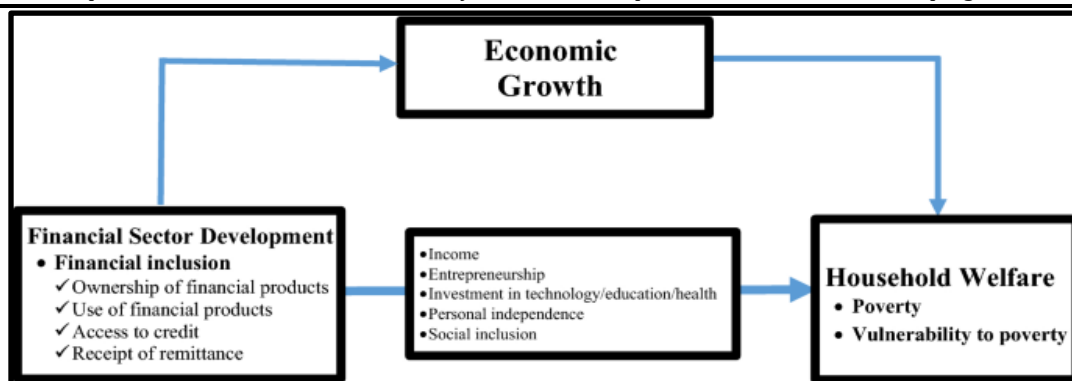 Economic
Growth
Financial Sector Development
• Financial inclusion
✓Ownership of financial products
✓Use of financial products
✓Access to credit
✓Receipt of remittance
•Income
•Entrepreneurship
•Investment in technology/education/health
•Personal independence
•Social inclusion
Household Welfare
• Poverty
• Vulnerability to poverty